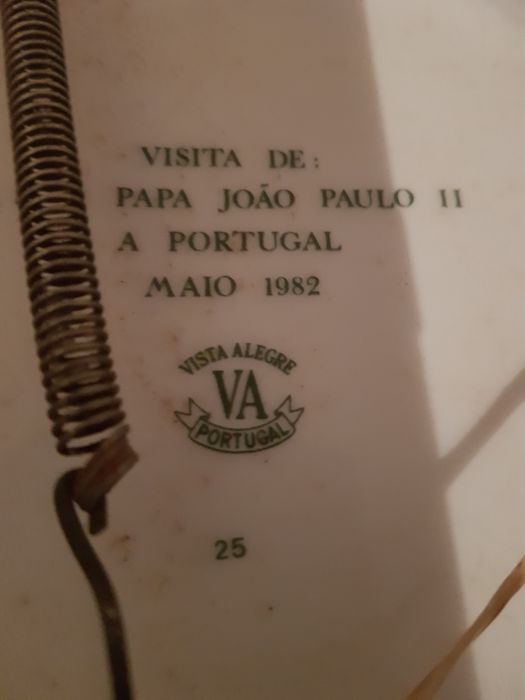 VISITA DE:
PAPA JOÃO PAULO II
A PORTUGAL
MAIO 1982
VISTA ALEGRE
VA
PORTUGAL
25